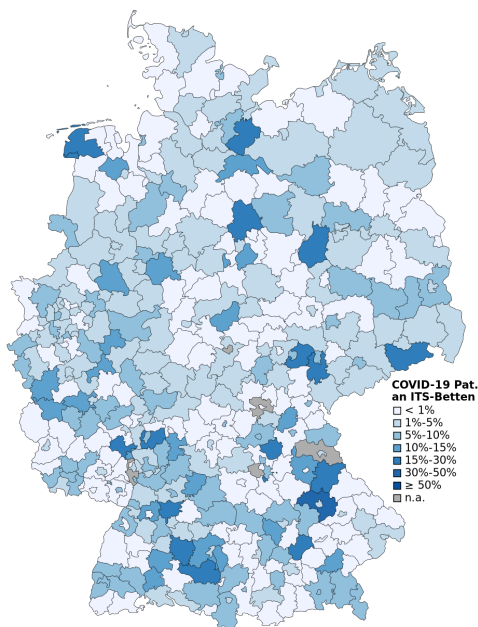 COVID-19 Pat.
an ITS-Betten
< 1%
1%-5%
5%-10%
10%-15%
15%-30%
30%-50%
≥ 50%
n.a.